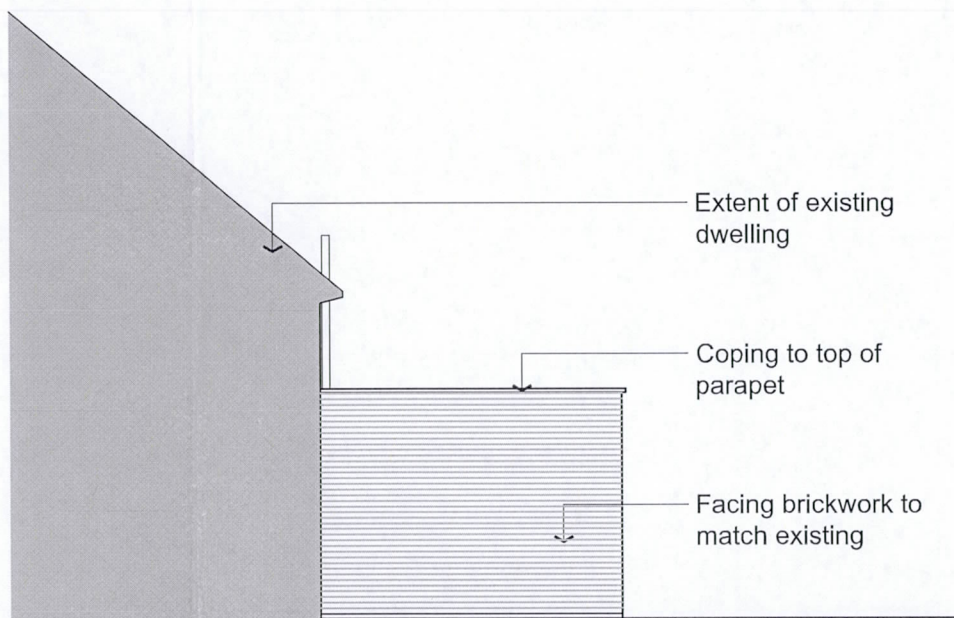 Extent of existing
dwelling
Coping to top of
parapet
Facing brickwork to
match existing